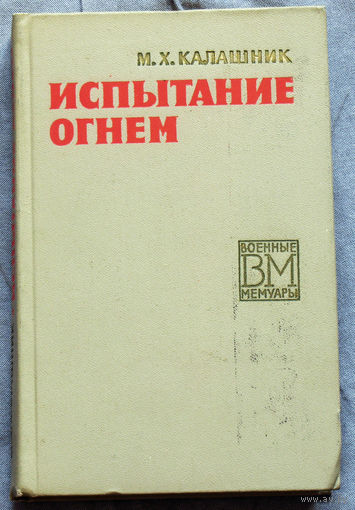 М.Х.КАЛАШНИК
ИСПЫТАНИЕ
ОГНЕМ
ВОЕННЫЕ
ВМ
МЕМУАРЫ